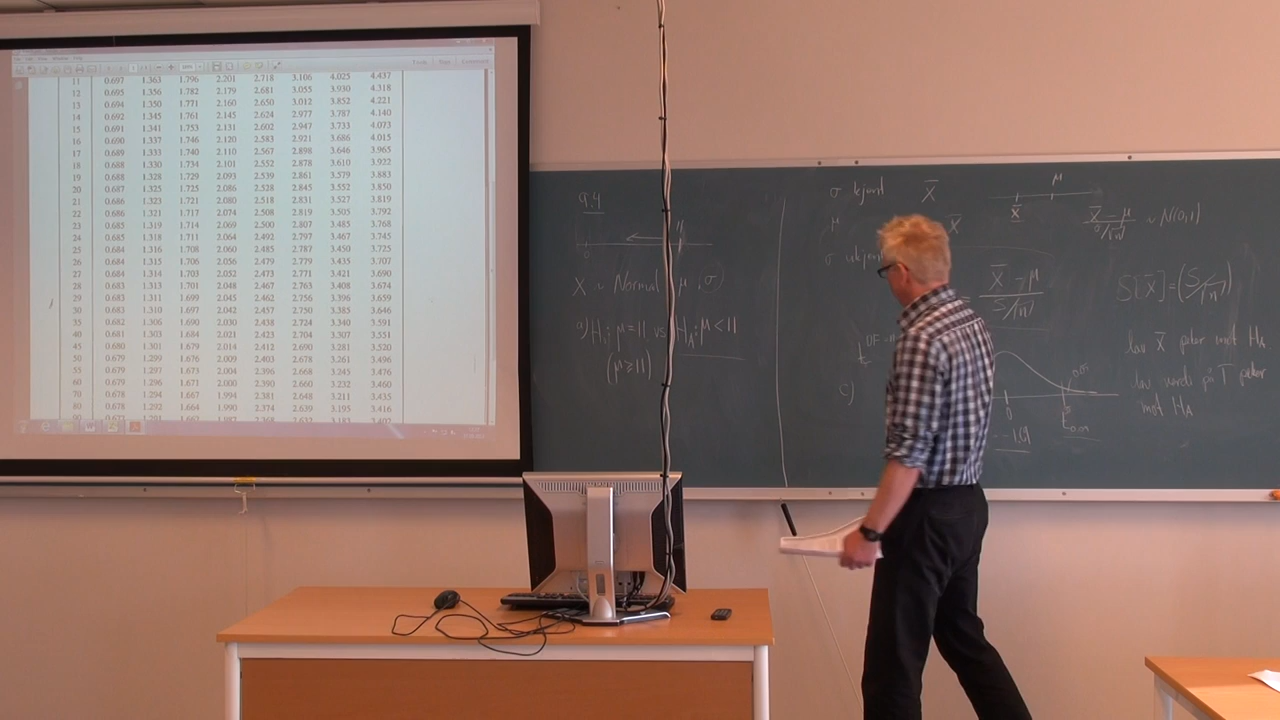 11 0.697 1.363 1.796 2.201 2.718 3.106 4.025 4.437
12 0.695 1.356 1.782 2.179 2.681 3.055 3.930 4.318
13 0.694 1.350 1.771 2.160 2.650 3.012 3.852 4.221
14 0.692 1.345 1.761 2.145 2.624 2.977 3.787 4.140
15 0.691 1.341 1.753 2.131 2.602 2.947 3.733 4.073
16 0.690 1.337 1.746 2.120 2.583 2.921 3.686 4.015
17 0.689 1.333 1.740 2.110 2.567 2.898 3.646 3.965
18 0.688 1.330 1.734 2.101 2.552 2.878 3.610 3.922
19 0.688 1.328 1.729 2.093 2.539 2.861 3.579 3.883
20 0.687 1.325 1.725 2.086 2.528 2.845 3.552 3.850
21 0.686 1.323 1.721 2.080 2.518 2.831 3.527 3.819
22 0.686 1.321 1.717 2.074 2.508 2.819 3.505 3.792
23 0.685 1.319 1.714 2.069 2.500 2.807 3.485 3.768
24 0.685 1.318 1.711 2.064 2.492 2.797 3.467 3.745
25 0.684 1.316 1.708 2.060 2.485 2.787 3.450 3.725
26 0.684 1.315 1.706 2.056 2.479 2.779 3.435 3.707
27 0.684 1.314 1.703 2.052 2.473 2.771 3.421 3.690
28 0.683 1.313 1.701 2.048 2.467 2.763 3.408 3.674
29 0.683 1.311 1.699 2.045 2.462 2.756 3.396 3.659
30 0.683 1.310 1.697 2.042 2.457 2.750 3.385 3.646
35 0.682 1.306 1.690 2.030 2.438 2.724 3.340 3.591
40 0.681 1.303 1.684 2.021 2.423 2.704 3.307 3.551
45 0.680 1.301 1.679 2.014 2.412 2.690 3.281 3.520
50 0.679 1.299 1.676 2.009 2.403 2.678 3.261 3.496
55 0.679 1.297 1.673 2.004 2.396 2.668 3.245 3.476
60 0.679 1.296 1.671 2.000 2.390 2.660 3.232 3.460
70 0.678 1.294 1.667 1.994 2.381 2.648 3.211 3.435
80 0.678 1.292 1.664 1.990 2.374 2.639 3.195 3.416
90 0.677 1.291 1.662 1.987 2.368 2.632 3.183 3.402
9.4
0 11
X ~ Normal μ, σ
a) H₀: μ=11 vs H_A: μ<11
(μ≥11)
σ kjent X̄
μ X̄
σ ukjent
X̄ μ
(X̄-μ)/(σ/√n) ~ N(0,1)
= (X̄-μ)/(S/√n)
S[X̄]=(S/√n)
DF=
c)
0
-1.69
lav X̄ peker mot H_A
lav verdi på T peker
mot H_A